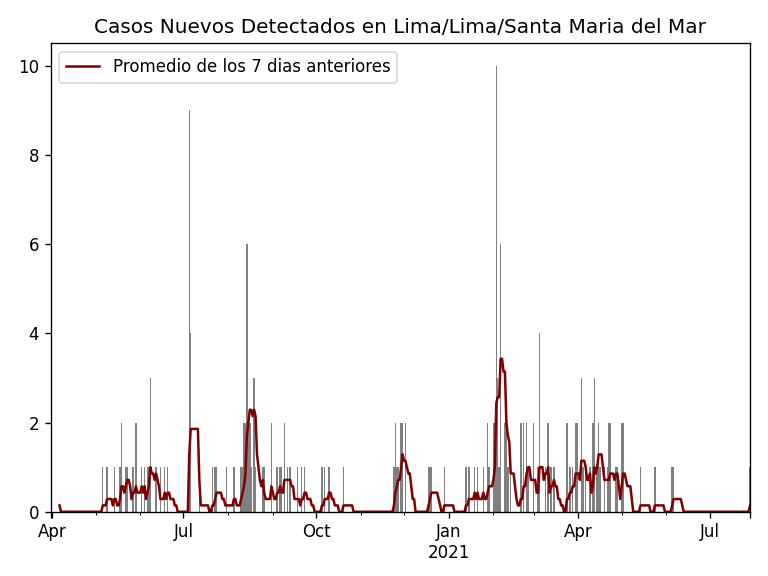 Casos Nuevos Detectados en Lima/Lima/Santa Maria del Mar
Promedio de los 7 dias anteriores
10
8
6
4
2
0
Apr Jul Oct Jan Apr Jul
2021